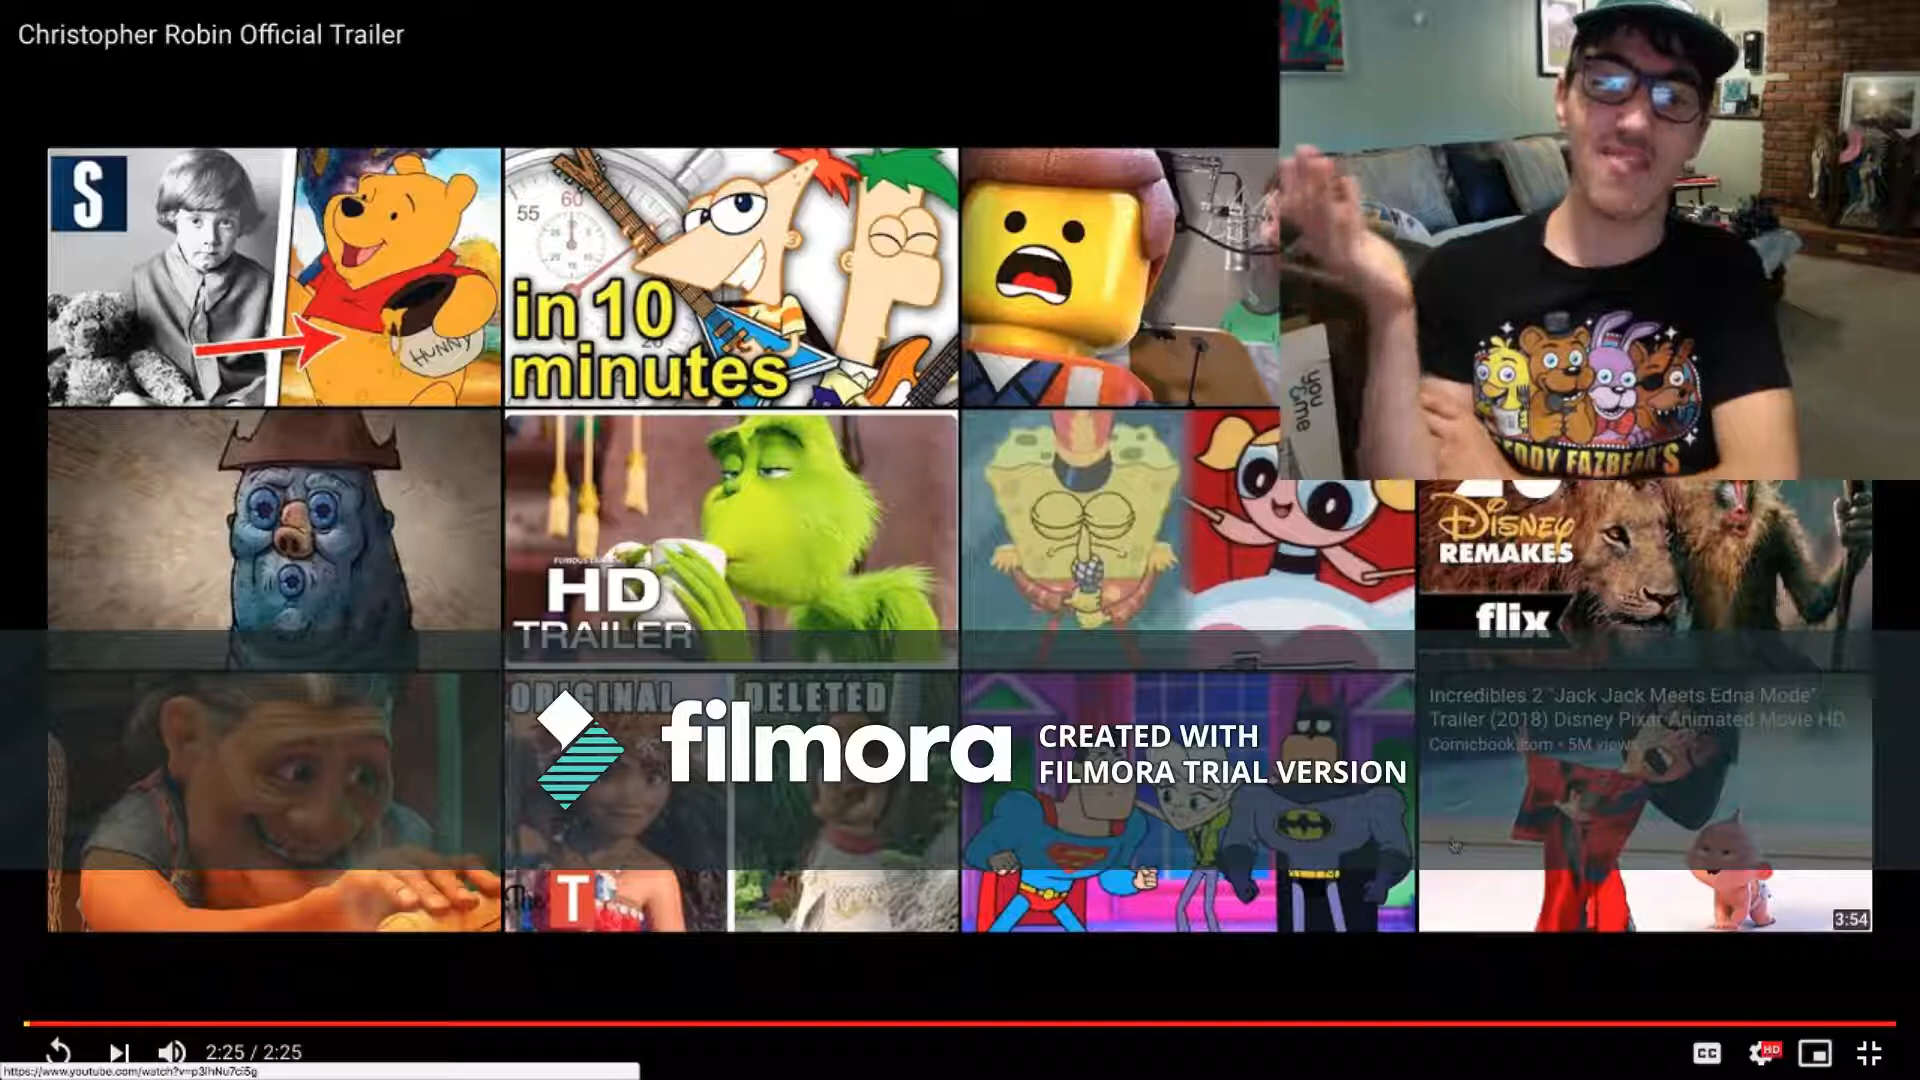 Christopher Robin Official Trailer
S
55
60
in 10
minutes
HUNNY
you
&me
FREDDY FAZBEAR'S
DISNEY
REMAKES
flix
HD
TRAILER
ORIGINAL
DELETED
filmora
CREATED WITH
FILMORA TRIAL VERSION
Incredibles 2 "Jack Jack Meets Edna Mode"
Trailer (2018) Disney Pixar Animated Movie HD
Comicbook.com • 5M views
The
T
3:54
2:25 / 2:25
CC
HD
https://www.youtube.com/watch?v=p3lhNu7ci5g